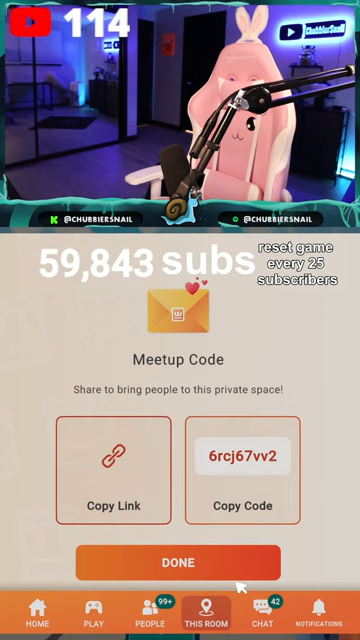 114
ChubbierSnail
@CHUBBIERSNAIL
@CHUBBIERSNAIL
59,843 subs
reset game
every 25
subscribers
Meetup Code
Share to bring people to this private space!
6rcj67vv2
Copy Link
Copy Code
DONE
99+
42
HOME
PLAY
PEOPLE
THIS ROOM
CHAT
NOTIFICATIONS